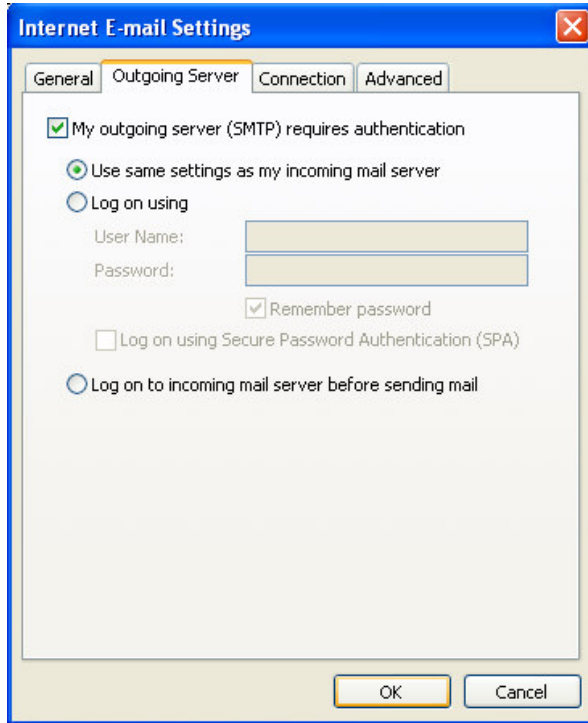 Internet E-mail Settings
General Outgoing Server Connection Advanced
My outgoing server (SMTP) requires authentication
Use same settings as my incoming mail server
Log on using
User Name:
Password:
Remember password
Log on using Secure Password Authentication (SPA)
Log on to incoming mail server before sending mail
OK Cancel